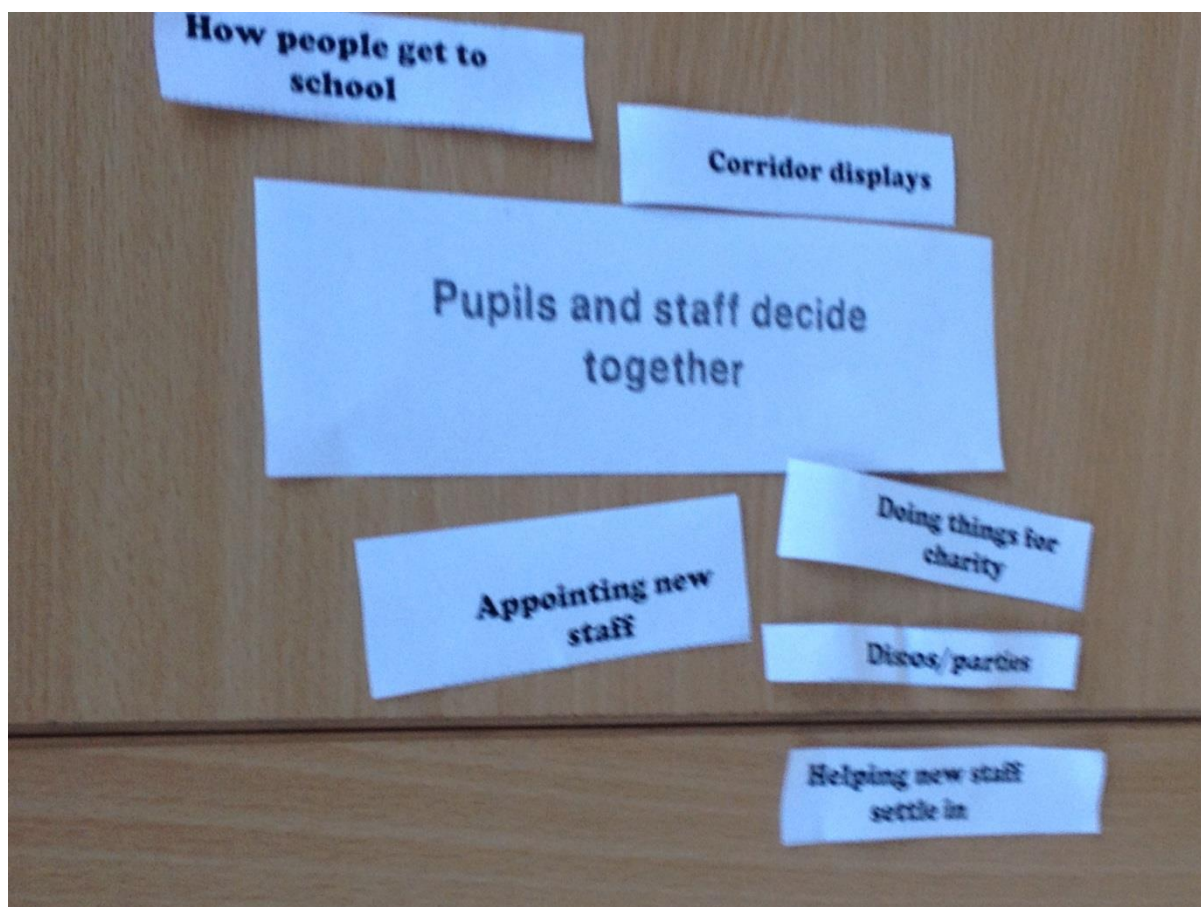 How people get to
school
Corridor displays
Pupils and staff decide
together
Appointing new
staff
Doing things for
charity
Discos/parties
Helping new staff
settle in